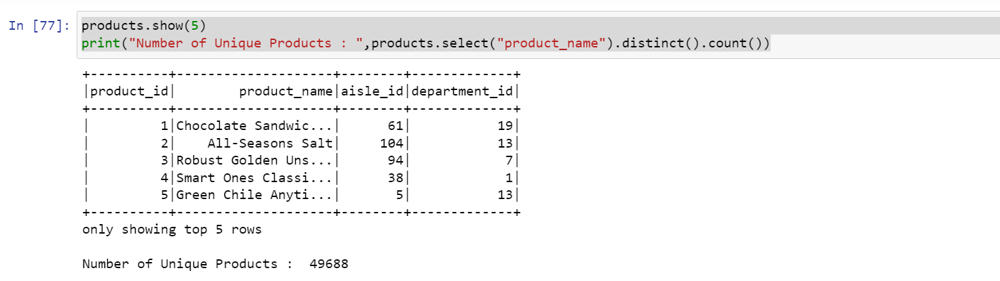 In [77]: products.show(5)
print("Number of Unique Products : ",products.select("product_name").distinct().count())
+----------+--------------------+--------+-------------+
|product_id|        product_name|aisle_id|department_id|
+----------+--------------------+--------+-------------+
|         1|Chocolate Sandwic...|      61|           19|
|         2|    All-Seasons Salt|     104|           13|
|         3|Robust Golden Uns...|      94|            7|
|         4|Smart Ones Classi...|      38|            1|
|         5|Green Chile Anyti...|       5|           13|
+----------+--------------------+--------+-------------+
only showing top 5 rows
Number of Unique Products :  49688